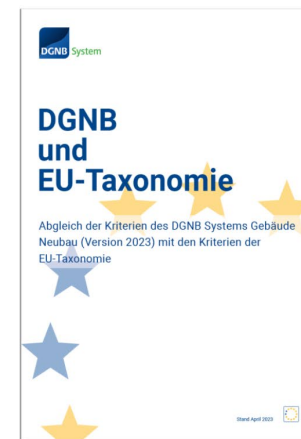 DGNB System
DGNB
und
EU-Taxonomie
Abgleich der Kriterien des DGNB Systems Gebäude
Neubau (Version 2023) mit den Kriterien der
EU-Taxonomie
Stand April 2023